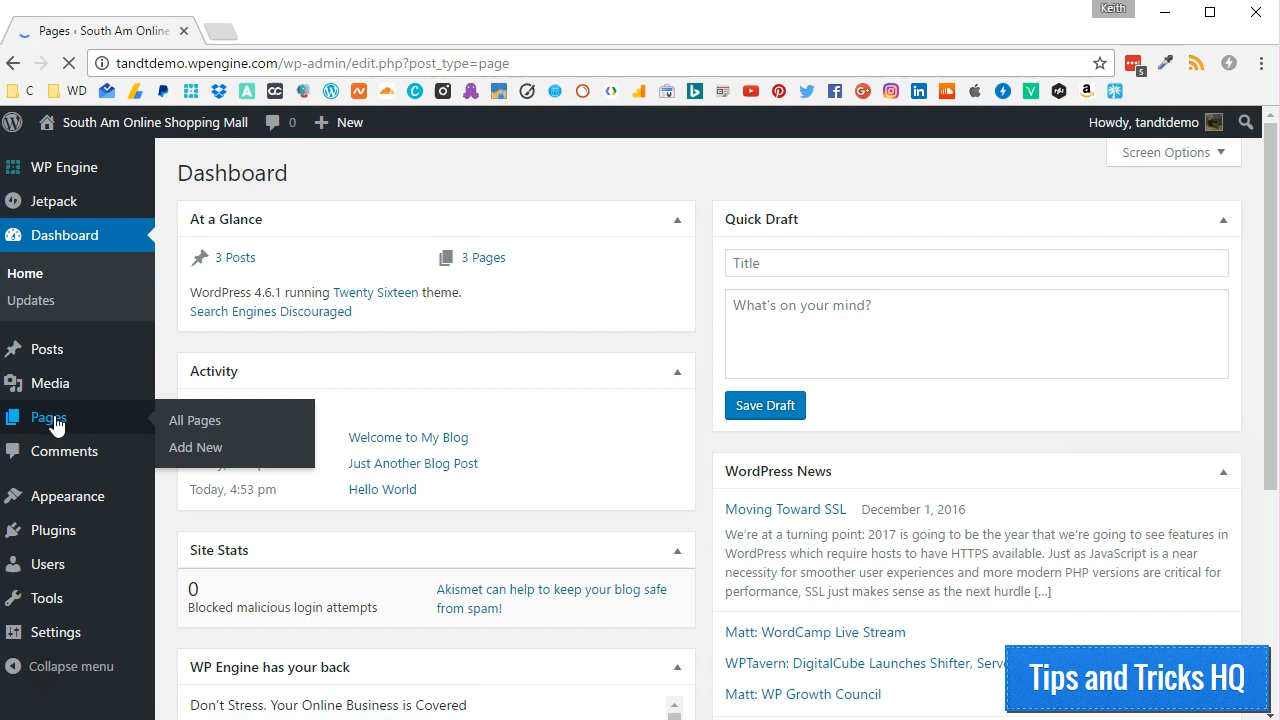 Keith
Pages ‹ South Am Online
tandtdemo.wpengine.com/wp-admin/edit.php?post_type=page
5
C
WD
South Am Online Shopping Mall
0
New
Howdy, tandtdemo
WP Engine
Jetpack
Dashboard
Home
Updates
Posts
Media
Pages
Comments
Appearance
Plugins
Users
Tools
Settings
Collapse menu
All Pages
Add New
Screen Options
Dashboard
At a Glance
3 Posts
3 Pages
WordPress 4.6.1 running Twenty Sixteen theme.
Search Engines Discouraged
Activity
Welcome to My Blog
Just Another Blog Post
Today, 4:53 pm
Hello World
Site Stats
0
Blocked malicious login attempts
Akismet can help to keep your blog safe
from spam!
WP Engine has your back
Don't Stress. Your Online Business is Covered
Quick Draft
Title
What's on your mind?
Save Draft
WordPress News
Moving Toward SSL December 1, 2016
We're at a turning point: 2017 is going to be the year that we're going to see features in
WordPress which require hosts to have HTTPS available. Just as JavaScript is a near
necessity for smoother user experiences and more modern PHP versions are critical for
performance, SSL just makes sense as the next hurdle […]
Matt: WordCamp Live Stream
WPTavern: DigitalCube Launches Shifter,
Matt: WP Growth Council
Tips and Tricks HQ